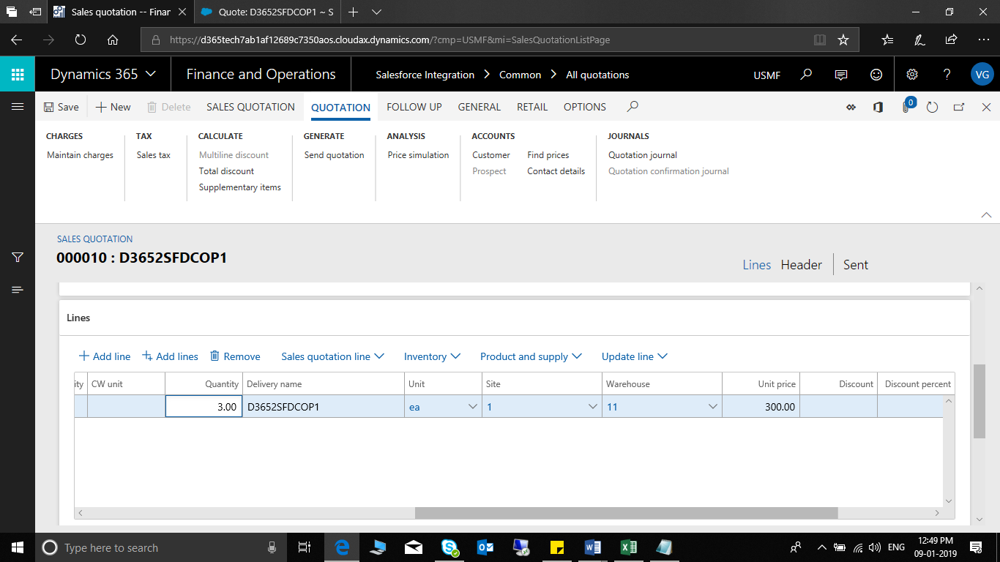 Sales quotation -- Finar
Quote: D3652SFDCOP1 ~ S
https://d365tech7ab1af12689c7350aos.cloudax.dynamics.com/?cmp=USMF&mi=SalesQuotationListPage
Dynamics 365
Finance and Operations
Salesforce Integration > Common > All quotations
USMF
?
VG
Save
New
Delete
SALES QUOTATION
QUOTATION
FOLLOW UP
GENERAL
RETAIL
OPTIONS
0
CHARGES
Maintain charges
TAX
Sales tax
CALCULATE
Multiline discount
Total discount
Supplementary items
GENERATE
Send quotation
ANALYSIS
Price simulation
ACCOUNTS
Customer
Prospect
Find prices
Contact details
JOURNALS
Quotation journal
Quotation confirmation journal
SALES QUOTATION
000010 : D3652SFDCOP1
Lines Header Sent
Lines
Add line Add lines Remove Sales quotation line Inventory Product and supply Update line
ity CW unit Quantity Delivery name Unit Site Warehouse Unit price Discount Discount percent
3.00 D3652SFDCOP1 ea 1 11 300.00
Type here to search
ENG
12:49 PM
09-01-2019